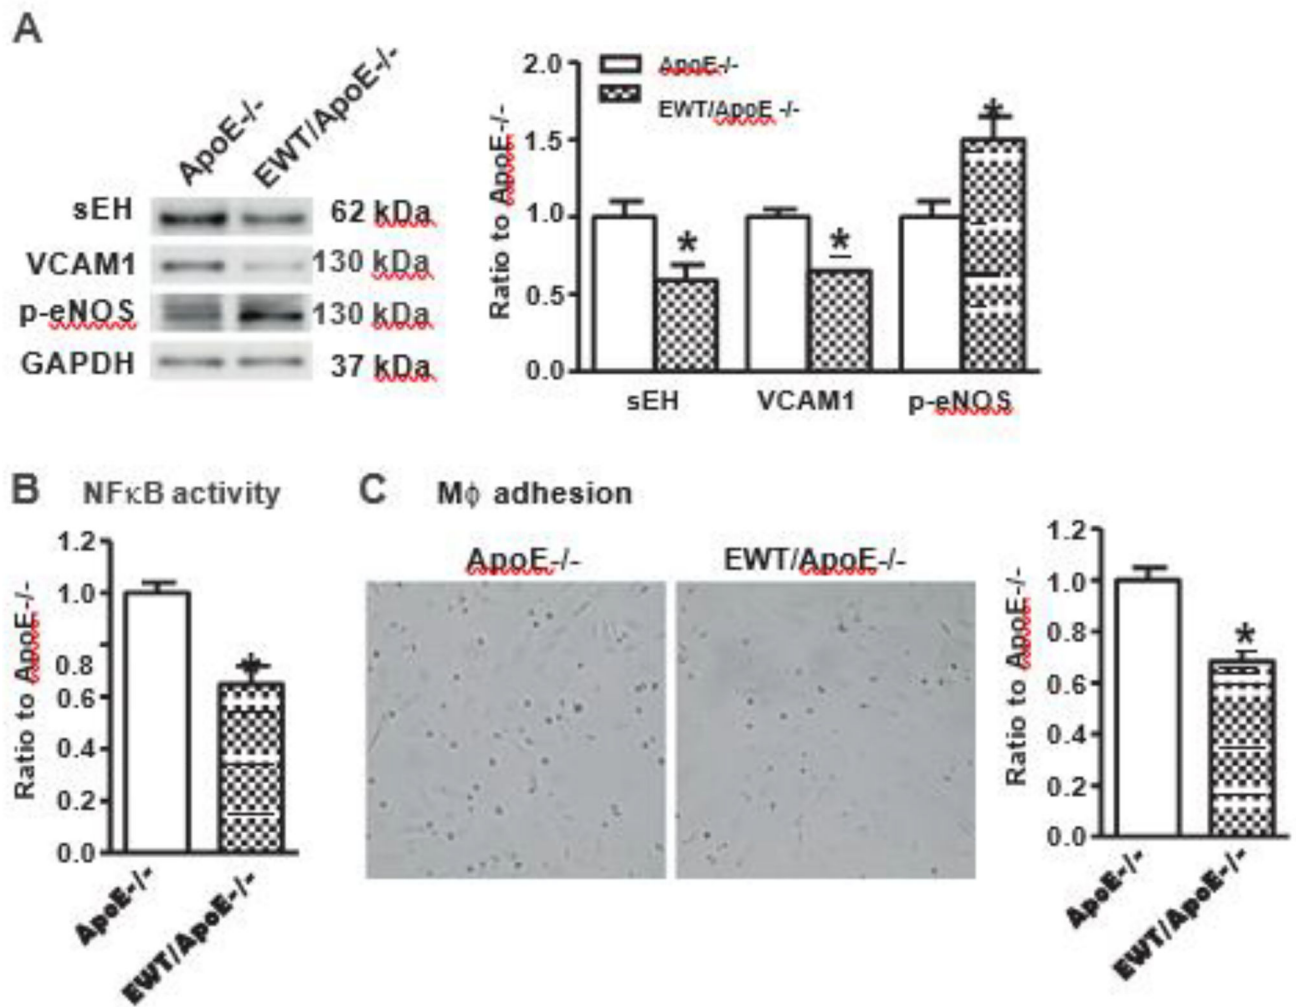 A
ApoE-/-
EWT/ApoE-/-
sEH
62 kDa
VCAM1
130 kDa
p-eNOS
130 kDa
GAPDH
37 kDa
Ratio to ApoE-/-
2.0
1.5
1.0
0.5
0.0
ApoE-/-
EWT/ApoE -/-
*
*
*
sEH
VCAM1
p-eNOS
B
NFκB activity
Ratio to ApoE-/-
1.2
1.0
0.8
0.6
0.4
0.2
0.0
*
ApoE-/-
EWT/ApoE-/-
C
Mϕ adhesion
ApoE-/-
EWT/ApoE-/-
Ratio to ApoE-/-
1.2
1.0
0.8
0.6
0.4
0.2
0.0
*
ApoE-/-
EWT/ApoE-/-